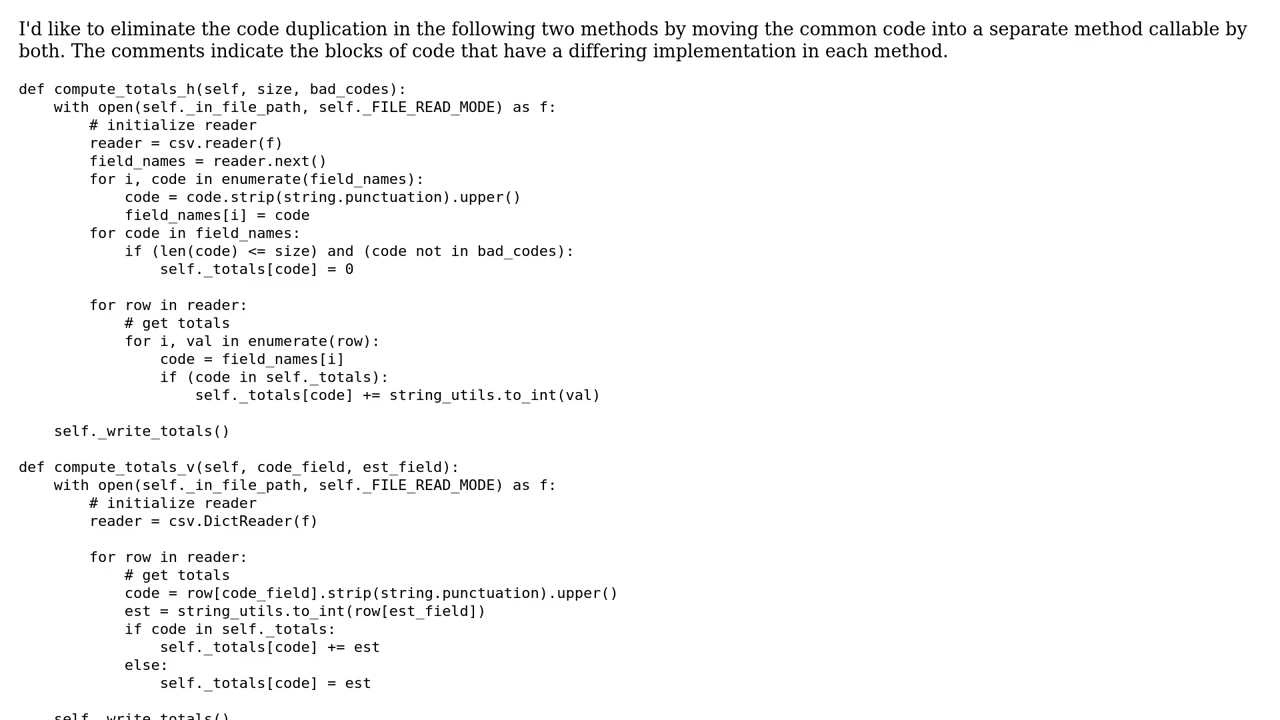 I'd like to eliminate the code duplication in the following two methods by moving the common code into a separate method callable by
both. The comments indicate the blocks of code that have a differing implementation in each method.
def compute_totals_h(self, size, bad_codes):
    with open(self._in_file_path, self._FILE_READ_MODE) as f:
        # initialize reader
        reader = csv.reader(f)
        field_names = reader.next()
        for i, code in enumerate(field_names):
            code = code.strip(string.punctuation).upper()
            field_names[i] = code
        for code in field_names:
            if (len(code) <= size) and (code not in bad_codes):
                self._totals[code] = 0

        for row in reader:
            # get totals
            for i, val in enumerate(row):
                code = field_names[i]
                if (code in self._totals):
                    self._totals[code] += string_utils.to_int(val)

    self._write_totals()

def compute_totals_v(self, code_field, est_field):
    with open(self._in_file_path, self._FILE_READ_MODE) as f:
        # initialize reader
        reader = csv.DictReader(f)

        for row in reader:
            # get totals
            code = row[code_field].strip(string.punctuation).upper()
            est = string_utils.to_int(row[est_field])
            if code in self._totals:
                self._totals[code] += est
            else:
                self._totals[code] = est

    self._write_totals()